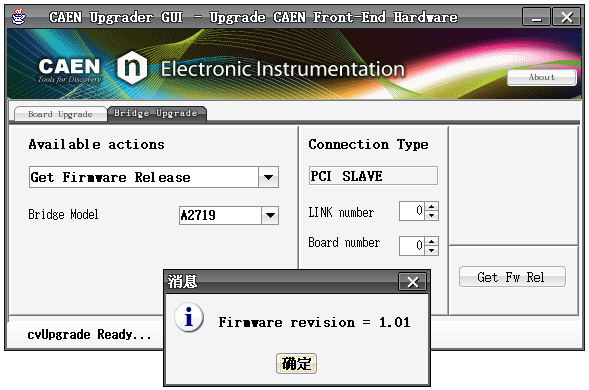 CAEN Upgrader GUI - Upgrade CAEN Front-End Hardware
CAEN n Electronic Instrumentation
Tools for Discovery
About
Board Upgrade Bridge Upgrade
Available actions
Get Firmware Release
Bridge Model A2719
Connection Type
PCI SLAVE
LINK number 0
Board number 0
Get Fw Rel
消息
Firmware revision = 1.01
确定
cvUpgrade Ready...